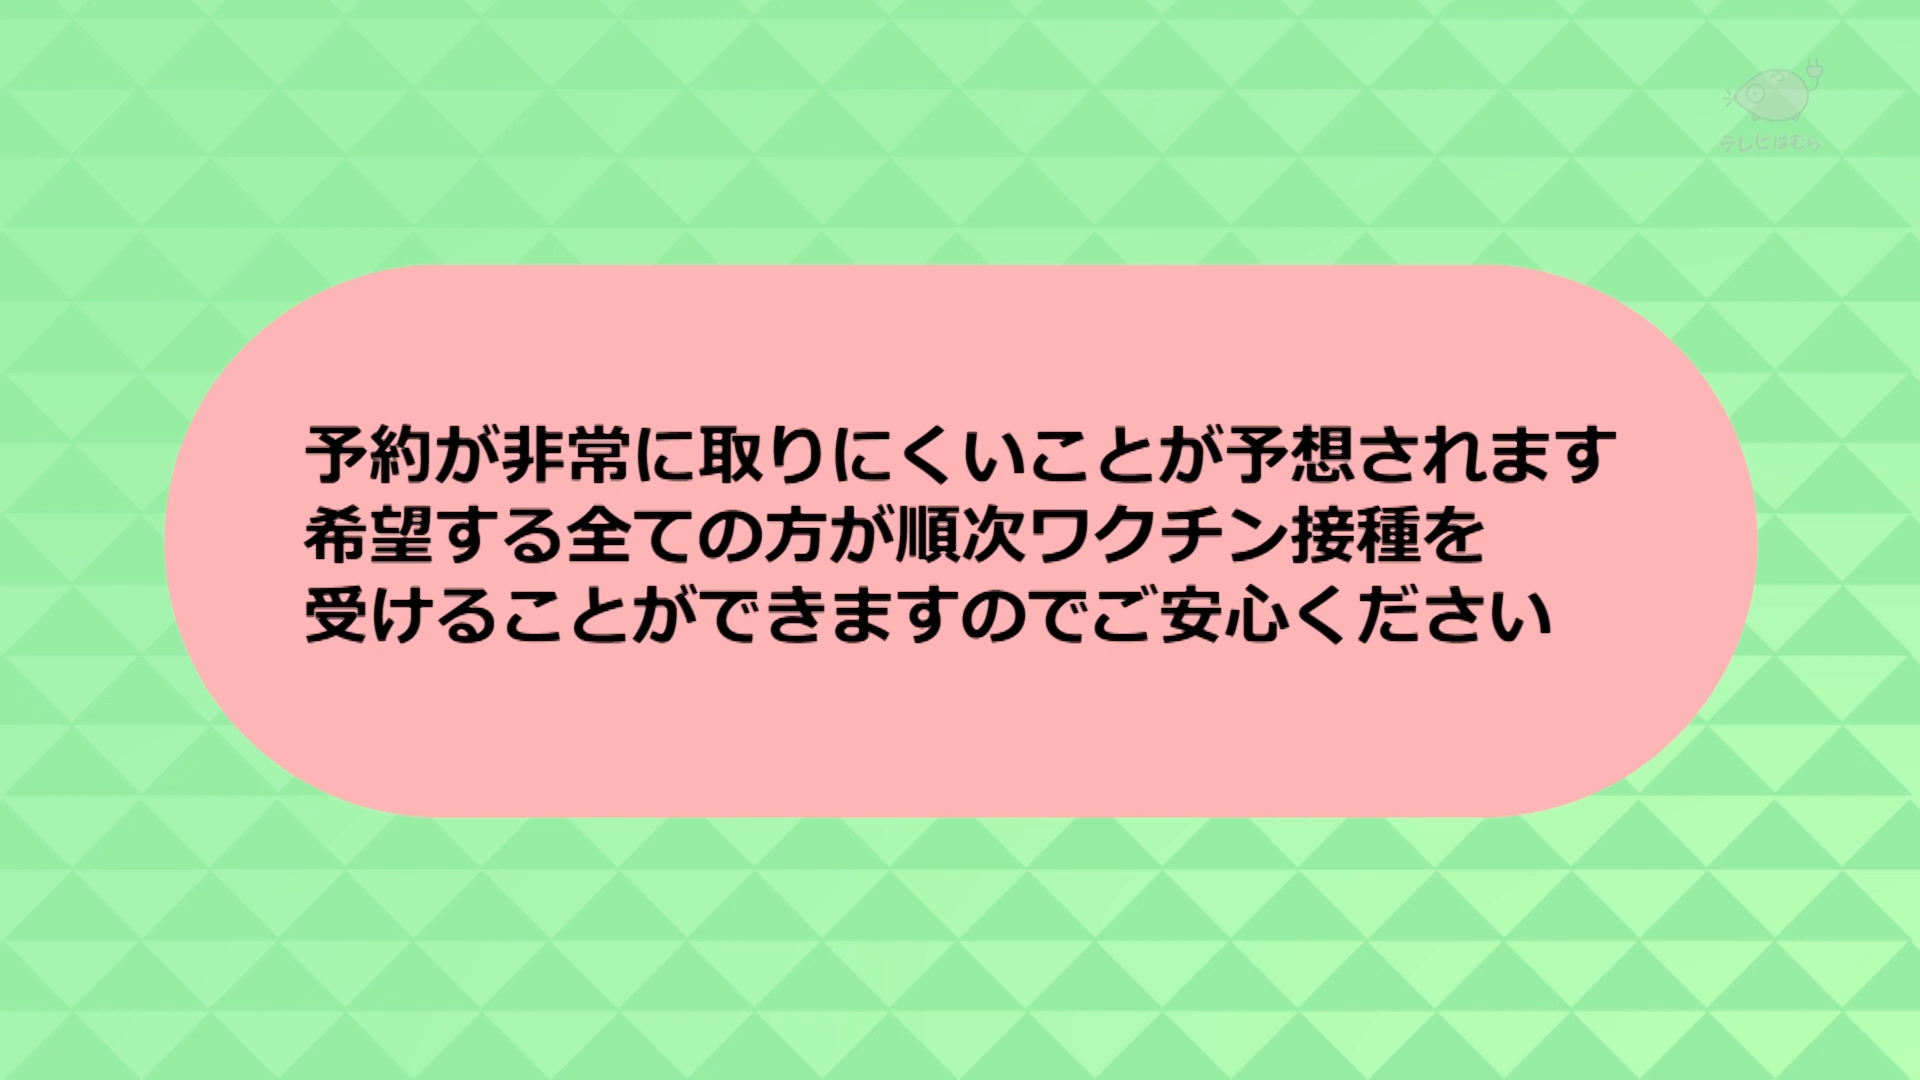 テレビはむら
予約が非常に取りにくいことが予想されます
希望する全ての方が順次ワクチン接種を
受けることができますのでご安心ください